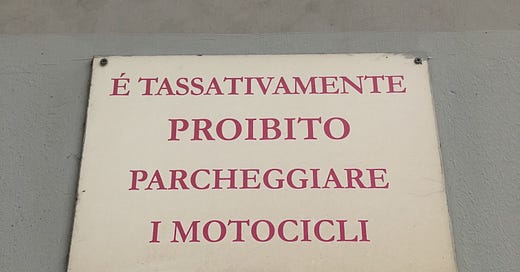 É TASSATIVAMENTE
PROIBITO
PARCHEGGIARE
I MOTOCICLI